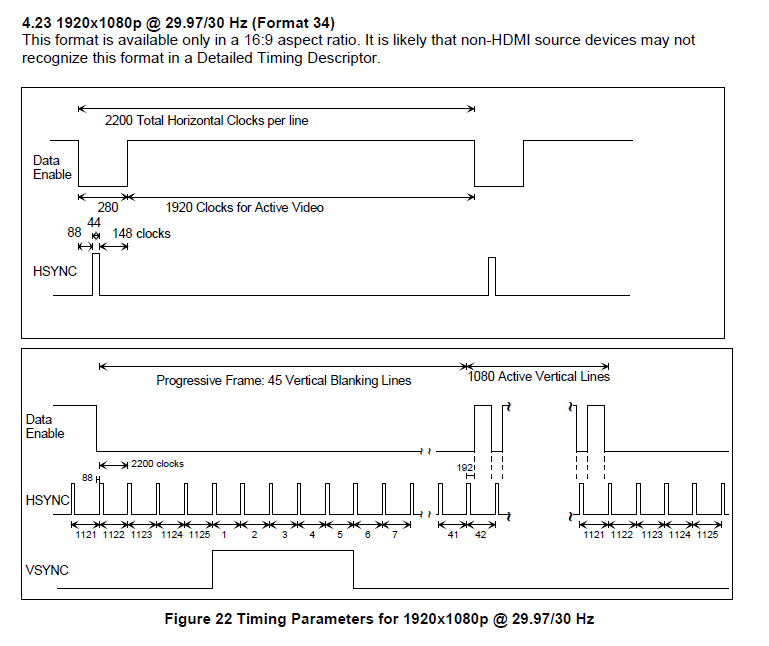 4.23 1920x1080p @ 29.97/30 Hz (Format 34)
This format is available only in a 16:9 aspect ratio. It is likely that non-HDMI source devices may not
recognize this format in a Detailed Timing Descriptor.
2200 Total Horizontal Clocks per line
Data
Enable
280
1920 Clocks for Active Video
44
88
148 clocks
HSYNC
Progressive Frame: 45 Vertical Blanking Lines
1080 Active Vertical Lines
Data
Enable
2200 clocks
88
192
HSYNC
1121 1122 1123 1124 1125 1 2 3 4 5 6 7 41 42 1121 1122 1123 1124 1125
VSYNC
Figure 22 Timing Parameters for 1920x1080p @ 29.97/30 Hz